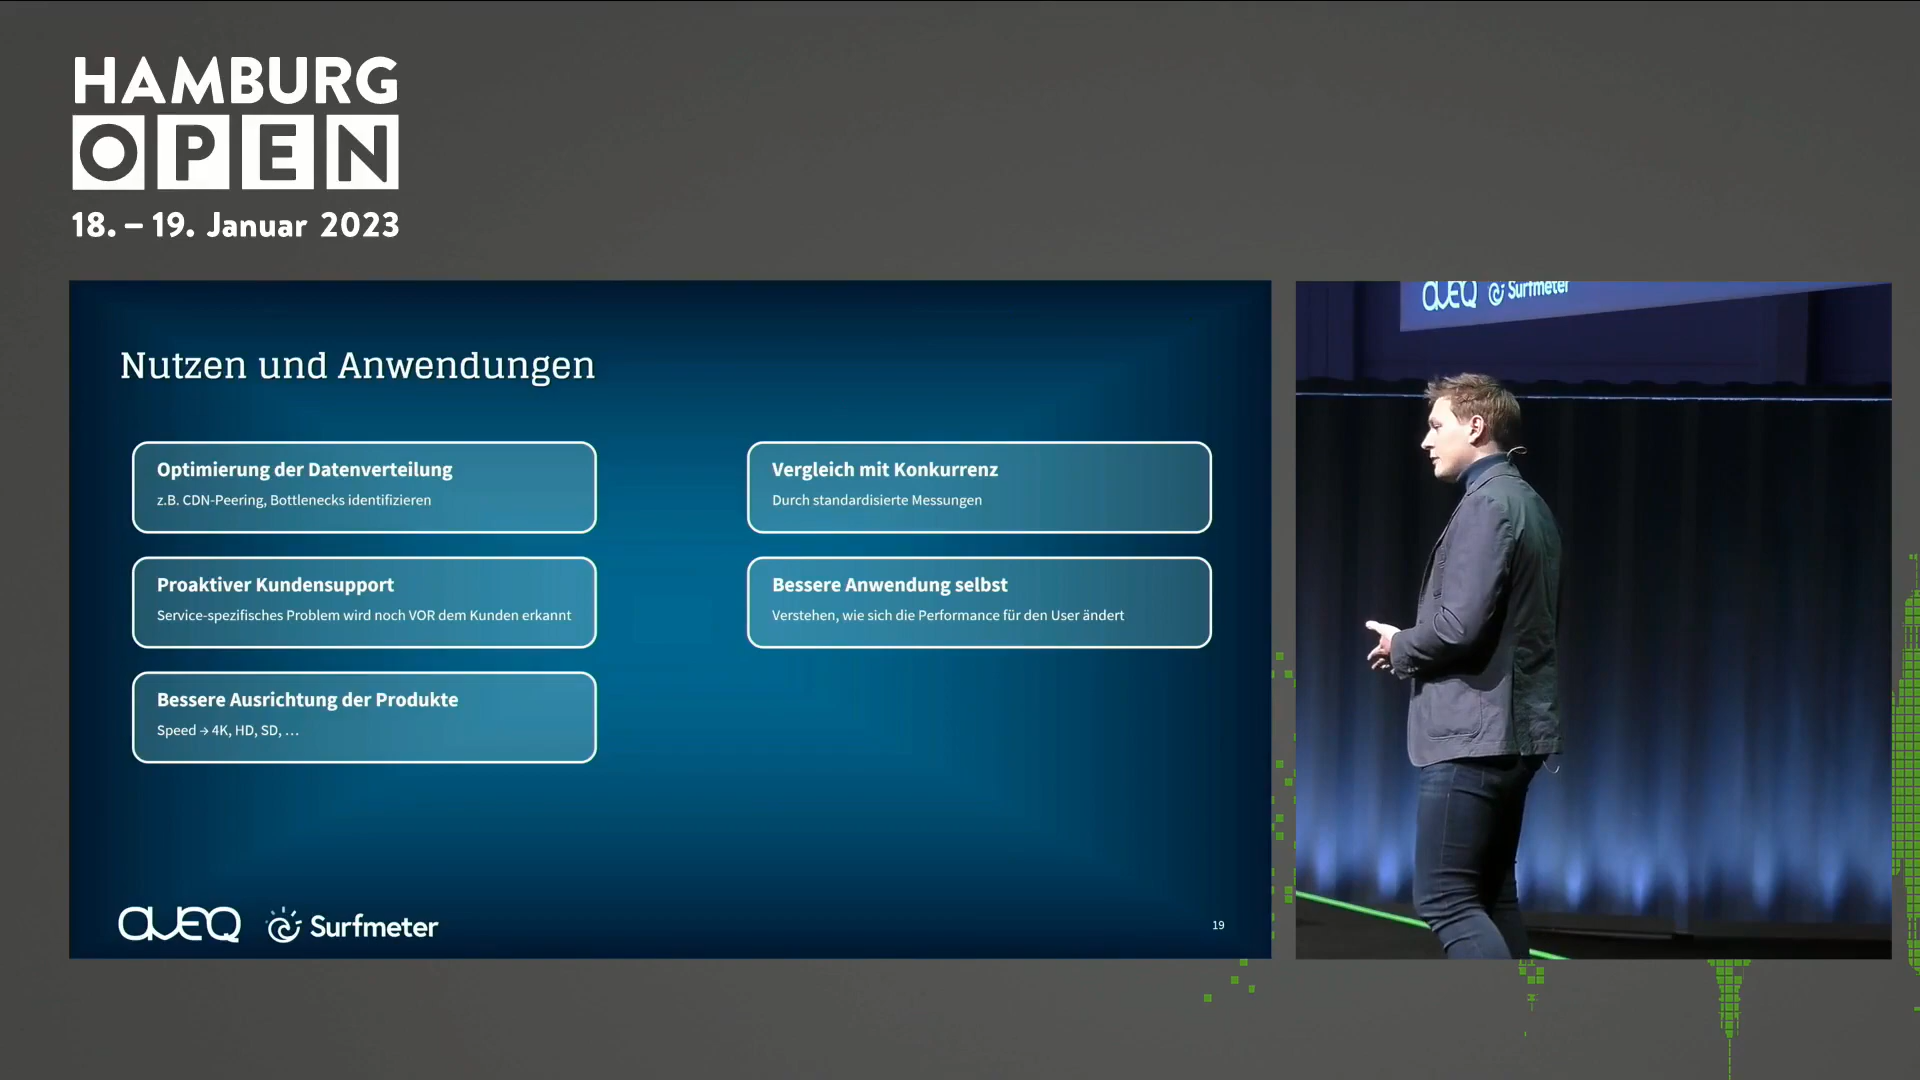 HAMBURG
OPEN
18. – 19. Januar 2023
Nutzen und Anwendungen
Optimierung der Datenverteilung
z.B. CDN-Peering, Bottlenecks identifizieren
Proaktiver Kundensupport
Service-spezifisches Problem wird noch VOR dem Kunden erkannt
Bessere Ausrichtung der Produkte
Speed → 4K, HD, SD, …
Vergleich mit Konkurrenz
Durch standardisierte Messungen
Bessere Anwendung selbst
Verstehen, wie sich die Performance für den User ändert
AVEQ Surfmeter
19
AVEQ Surfmeter